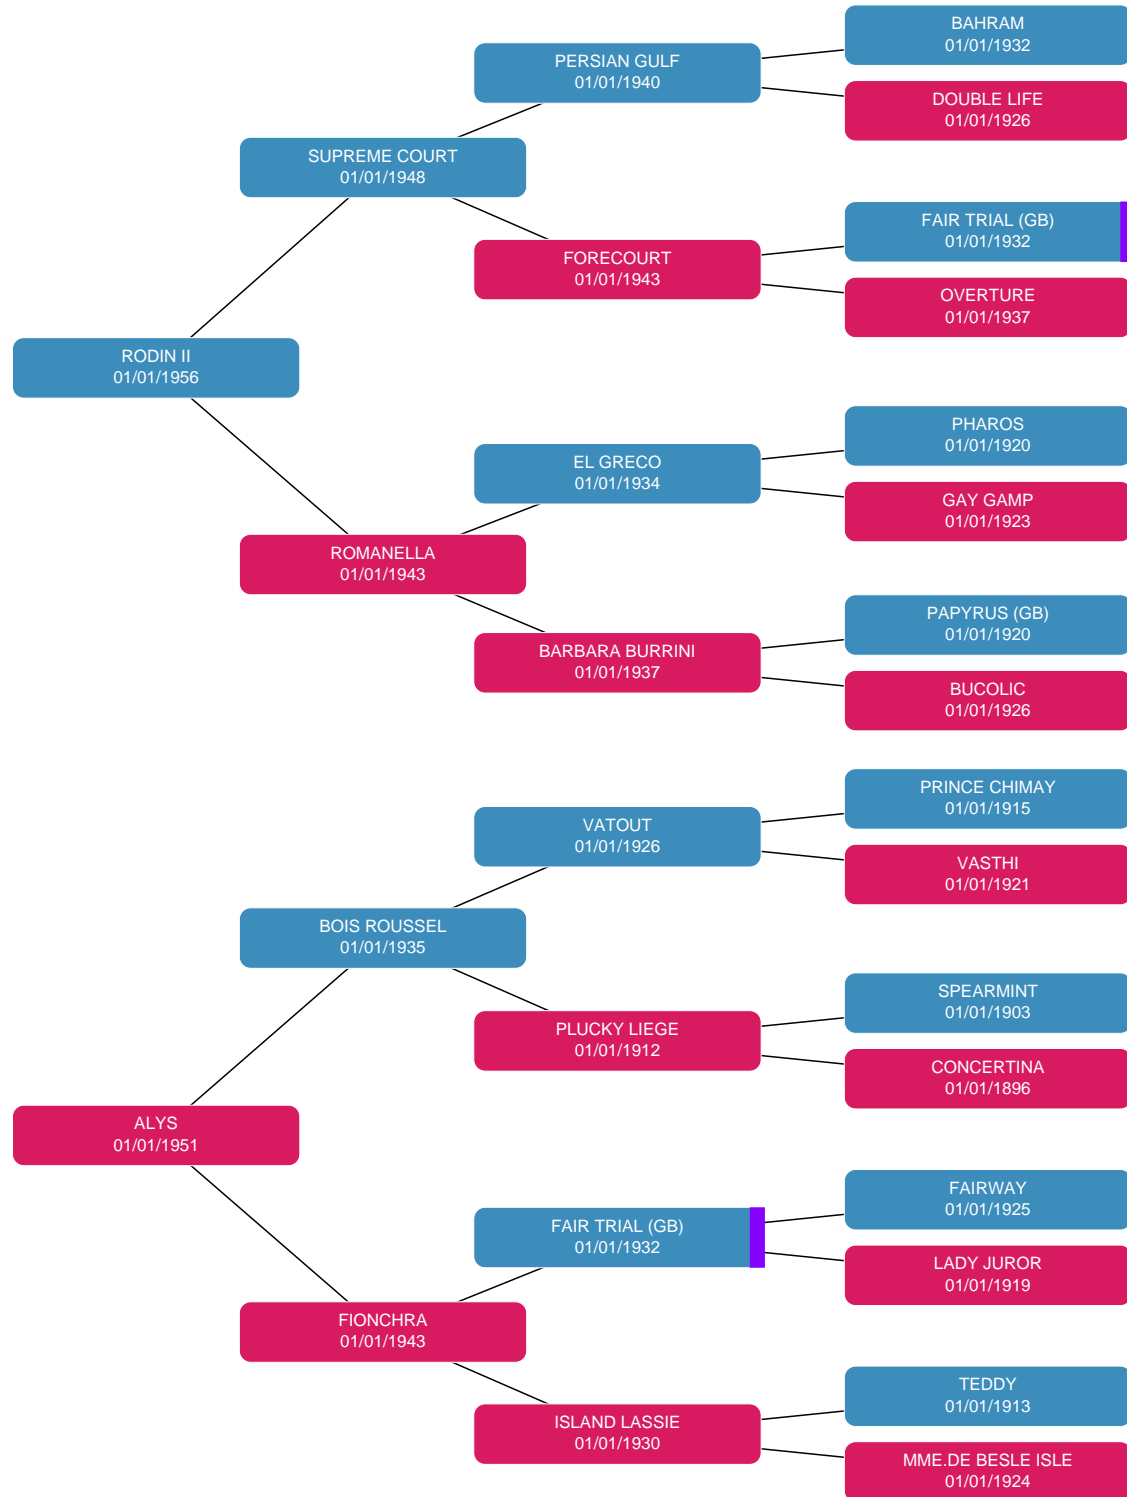 BAHRAM
01/01/1932
PERSIAN GULF
01/01/1940
DOUBLE LIFE
01/01/1926
SUPREME COURT
01/01/1948
FAIR TRIAL (GB)
01/01/1932
FORECOURT
01/01/1943
OVERTURE
01/01/1937
RODIN II
01/01/1956
PHAROS
01/01/1920
EL GRECO
01/01/1934
GAY GAMP
01/01/1923
ROMANELLA
01/01/1943
PAPYRUS (GB)
01/01/1920
BARBARA BURRINI
01/01/1937
BUCOLIC
01/01/1926
PRINCE CHIMAY
01/01/1915
VATOUT
01/01/1926
VASTHI
01/01/1921
BOIS ROUSSEL
01/01/1935
SPEARMINT
01/01/1903
PLUCKY LIEGE
01/01/1912
CONCERTINA
01/01/1896
ALYS
01/01/1951
FAIRWAY
01/01/1925
FAIR TRIAL (GB)
01/01/1932
LADY JUROR
01/01/1919
FIONCHRA
01/01/1943
TEDDY
01/01/1913
ISLAND LASSIE
01/01/1930
MME.DE BESLE ISLE
01/01/1924